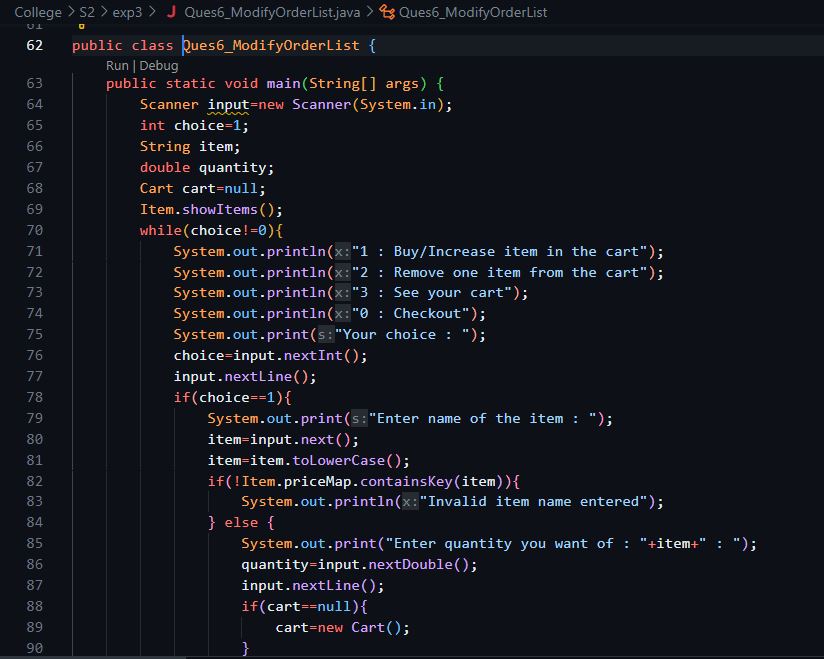 College > S2 > exp3 > J Ques6_ModifyOrderList.java > Ques6_ModifyOrderList
61 }
62 public class Ques6_ModifyOrderList {
Run | Debug
63 public static void main(String[] args) {
64 Scanner input=new Scanner(System.in);
65 int choice=1;
66 String item;
67 double quantity;
68 Cart cart=null;
69 Item.showItems();
70 while(choice!=0){
71 System.out.println(x:"1 : Buy/Increase item in the cart");
72 System.out.println(x:"2 : Remove one item from the cart");
73 System.out.println(x:"3 : See your cart");
74 System.out.println(x:"0 : Checkout");
75 System.out.print(s:"Your choice : ");
76 choice=input.nextInt();
77 input.nextLine();
78 if(choice==1){
79 System.out.print(s:"Enter name of the item : ");
80 item=input.next();
81 item=item.toLowerCase();
82 if(!Item.priceMap.containsKey(item)){
83 System.out.println(x:"Invalid item name entered");
84 } else {
85 System.out.print("Enter quantity you want of : "+item+" : ");
86 quantity=input.nextDouble();
87 input.nextLine();
88 if(cart==null){
89 cart=new Cart();
90 }